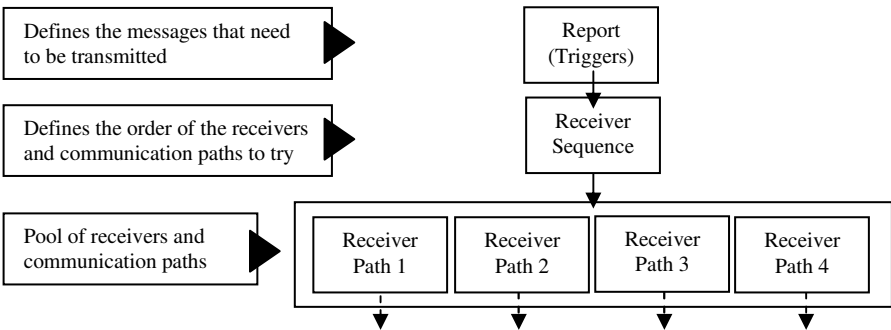 Defines the messages that need
to be transmitted
Report
(Triggers)
Defines the order of the receivers
and communication paths to try
Receiver
Sequence
Pool of receivers and
communication paths
Receiver
Path 1
Receiver
Path 2
Receiver
Path 3
Receiver
Path 4